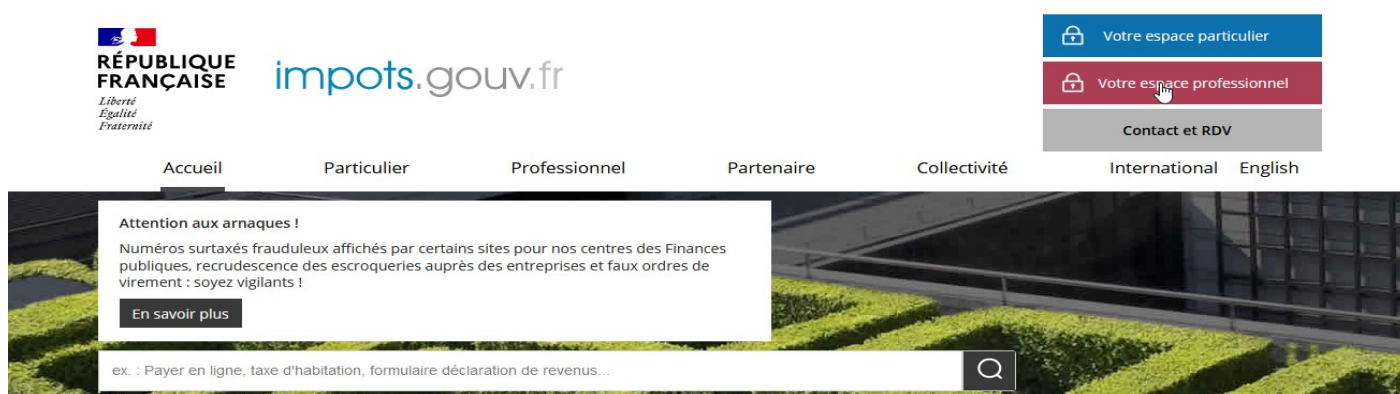 RÉPUBLIQUE
FRANÇAISE
Liberté
Égalité
Fraternité
impots.gouv.fr
Votre espace particulier
Votre espace professionnel
Contact et RDV
Accueil Particulier Professionnel Partenaire Collectivité International English
Attention aux arnaques !
Numéros surtaxés frauduleux affichés par certains sites pour nos centres des Finances
publiques, recrudescence des escroqueries auprès des entreprises et faux ordres de
virement : soyez vigilants !
En savoir plus
ex. : Payer en ligne, taxe d'habitation, formulaire déclaration de revenus...